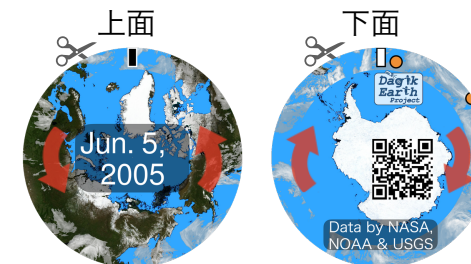 上面
下面
Jun. 5,
2005
Dagik
Earth
Project
Data by NASA,
NOAA & USGS